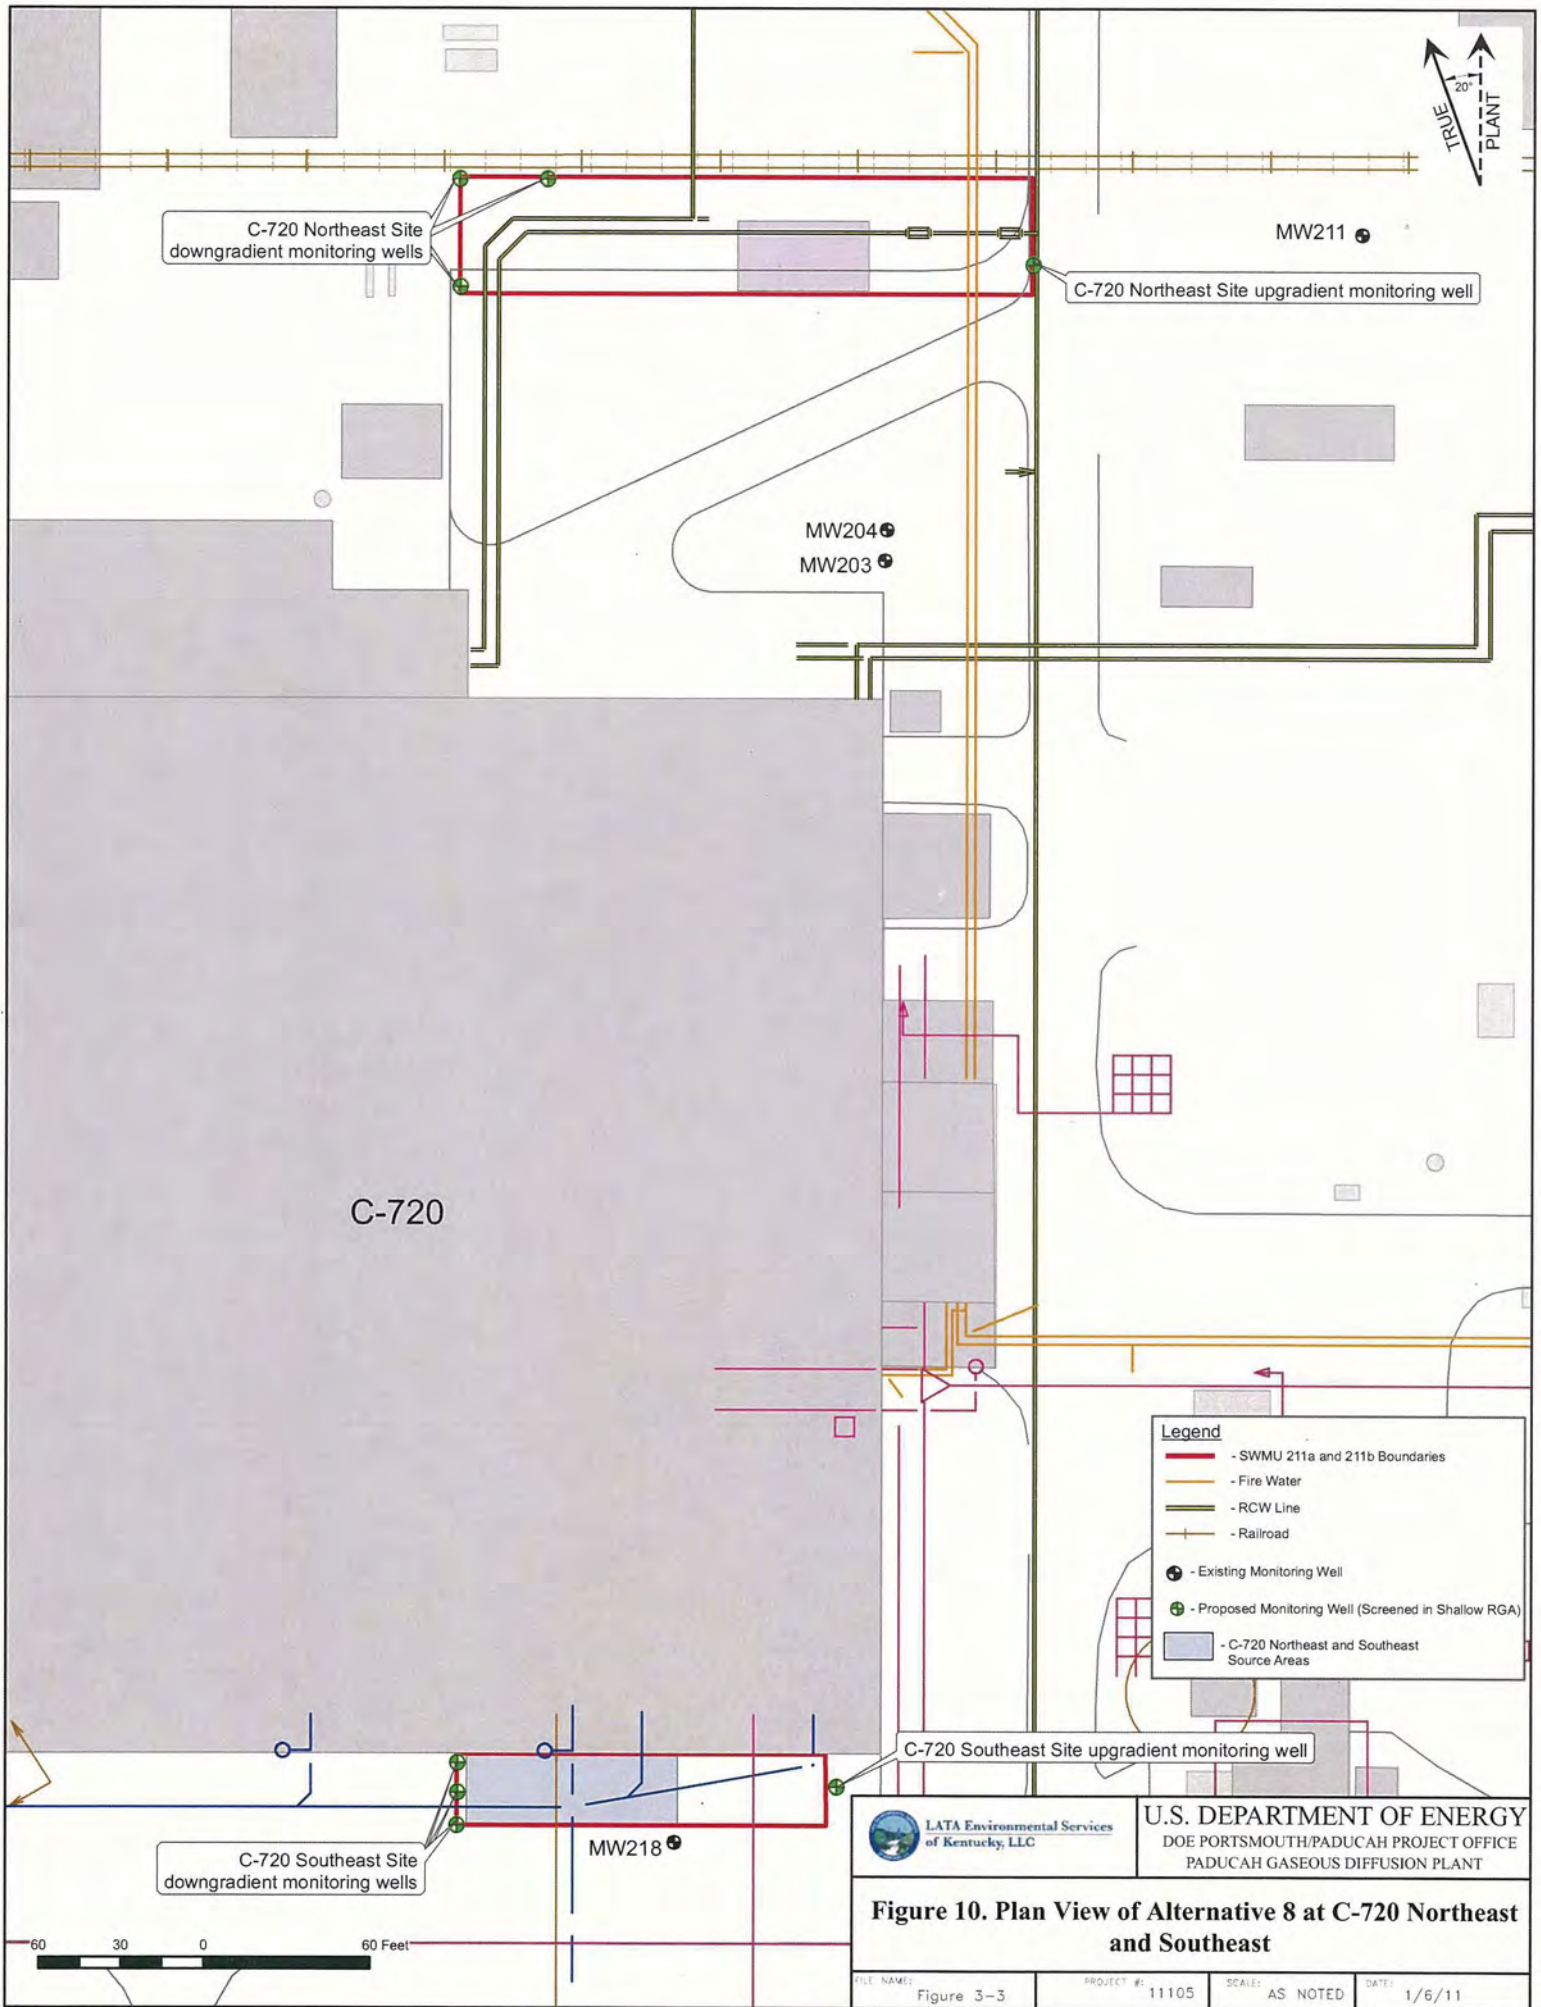 TRUE
20°
PLANT
C-720 Northeast Site
downgradient monitoring wells
MW211
C-720 Northeast Site upgradient monitoring well
MW204
MW203
C-720
Legend
- SWMU 211a and 211b Boundaries
- Fire Water
- RCW Line
- Railroad
- Existing Monitoring Well
- Proposed Monitoring Well (Screened in Shallow RGA)
- C-720 Northeast and Southeast
Source Areas
C-720 Southeast Site upgradient monitoring well
MW218
C-720 Southeast Site
downgradient monitoring wells
60 30 0 60 Feet
LATA Environmental Services
of Kentucky, LLC
U.S. DEPARTMENT OF ENERGY
DOE PORTSMOUTH/PADUCAH PROJECT OFFICE
PADUCAH GASEOUS DIFFUSION PLANT
Figure 10. Plan View of Alternative 8 at C-720 Northeast
and Southeast
FILE NAME: Figure 3-3
PROJECT #: 11105
SCALE: AS NOTED
DATE: 1/6/11